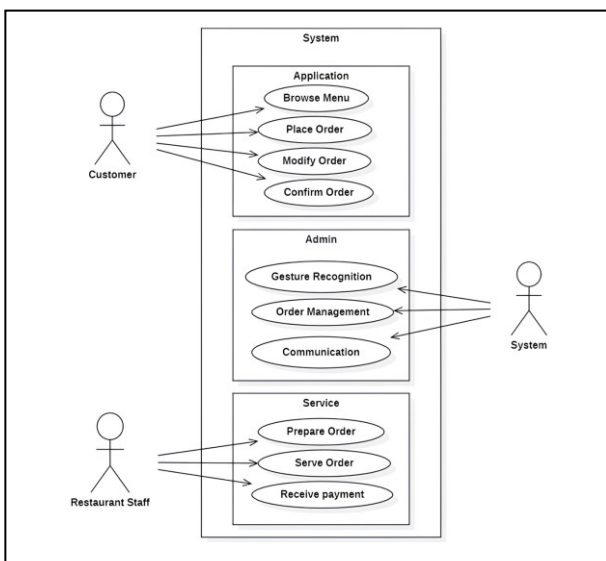 System
Application
Browse Menu
Place Order
Modify Order
Confirm Order
Customer
Admin
Gesture Recognition
Order Management
Communication
System
Service
Prepare Order
Serve Order
Receive payment
Restaurant Staff